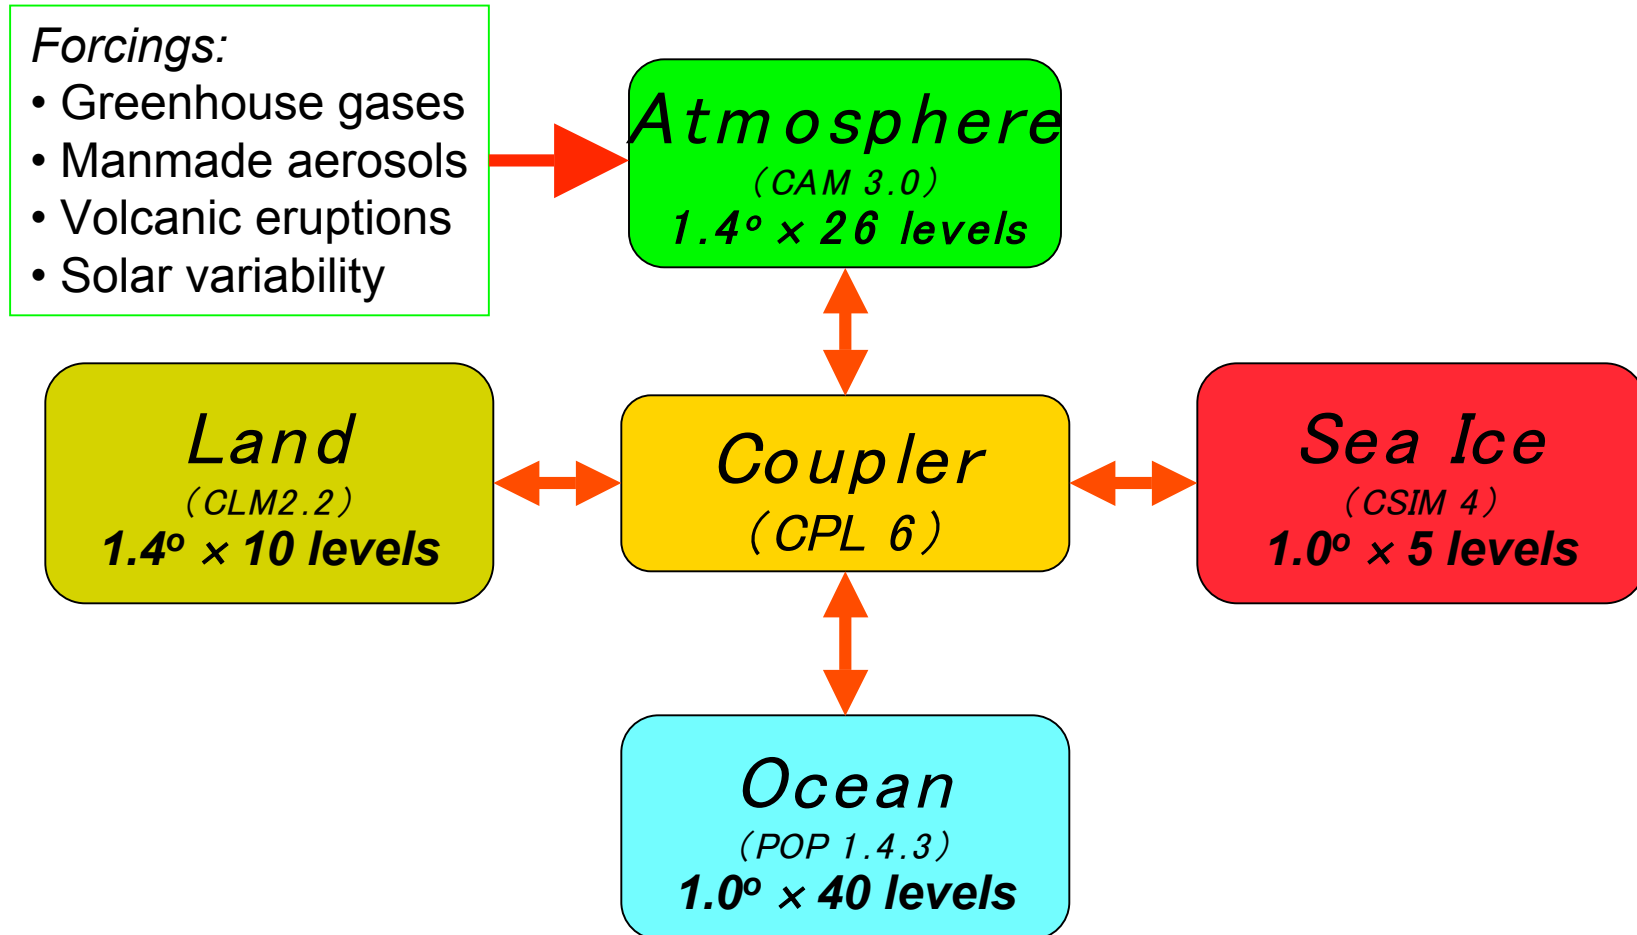 Forcings:
• Greenhouse gases
• Manmade aerosols
• Volcanic eruptions
• Solar variability
Atmosphere
(CAM 3.0)
1.4° × 26 levels
Land
(CLM2.2)
1.4° × 10 levels
Coupler
(CPL 6)
Sea Ice
(CSIM 4)
1.0° × 5 levels
Ocean
(POP 1.4.3)
1.0° × 40 levels